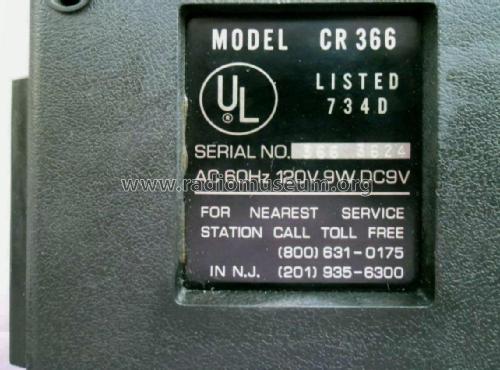 MODEL CR 366
UL
®
LISTED
734D
SERIAL NO. 366 3624
AC 60Hz 120V 9W DC9V
© www.radiomuseum.org
FOR NEAREST SERVICE
STATION CALL TOLL FREE
(800) 631-0175
IN N.J. (201) 935-6300